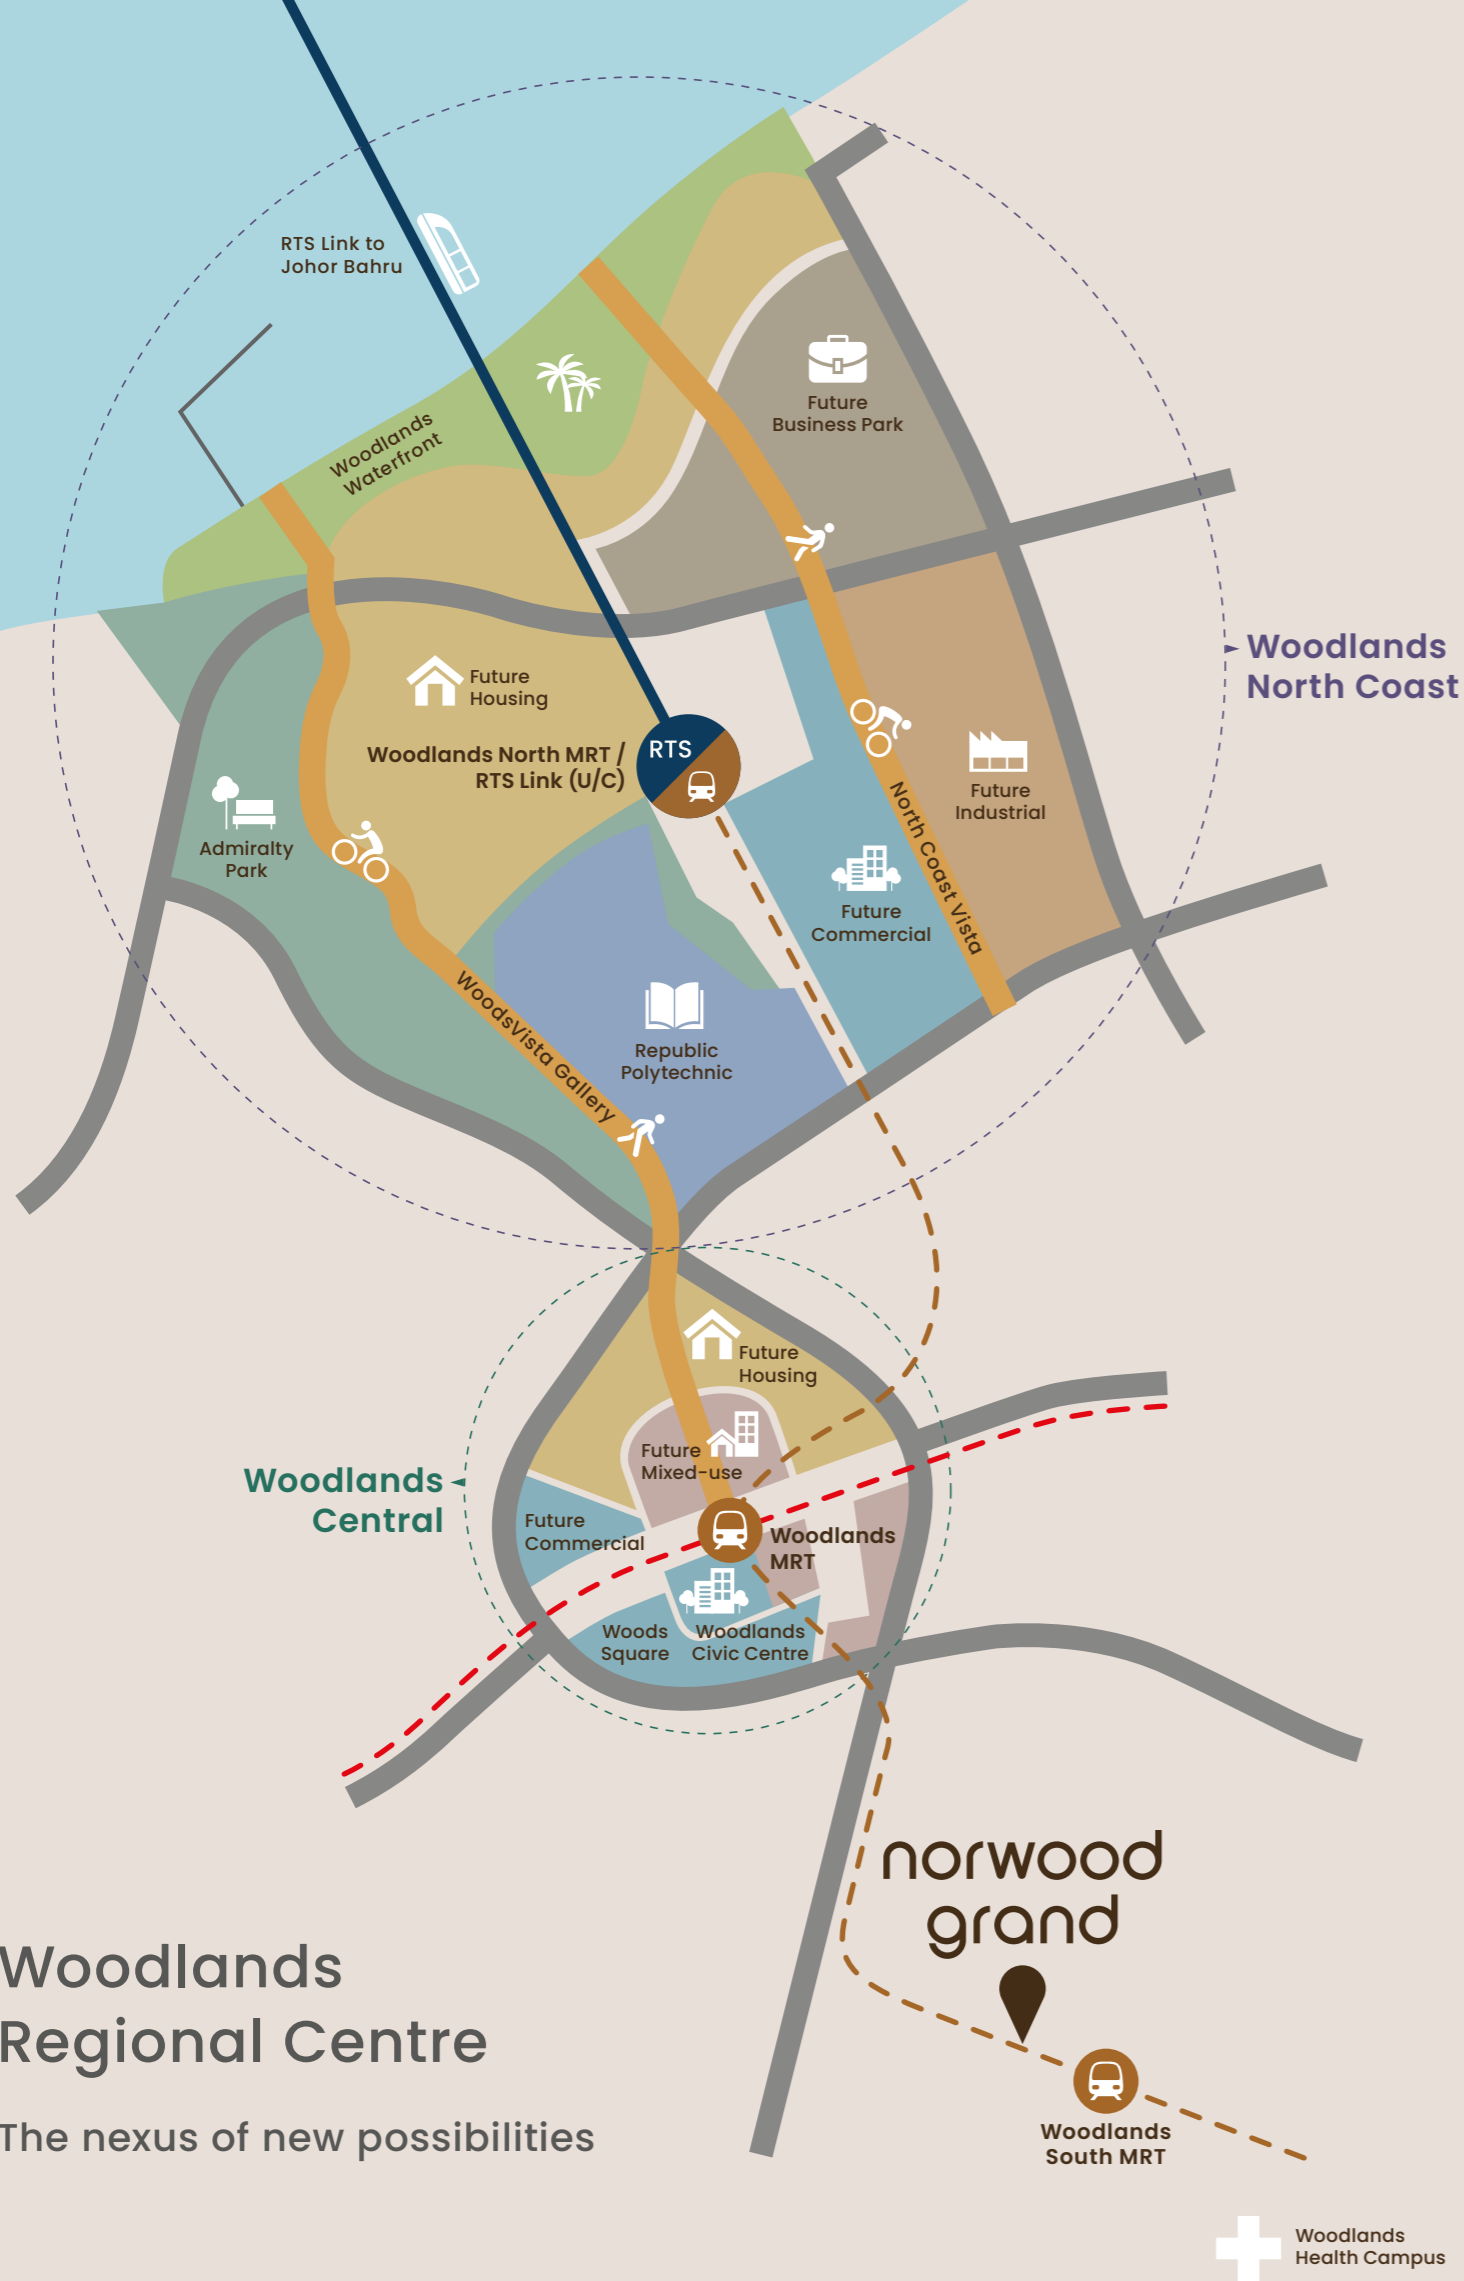 RTS Link to
Johor Bahru
Woodlands
Waterfront
Future
Business Park
Woodlands
North Coast
Future
Housing
Woodlands North MRT /
RTS Link (U/C)
RTS
Future
Industrial
North Coast Vista
Admiralty
Park
Future
Commercial
WoodsVista Gallery
Republic
Polytechnic
Future
Housing
Future
Mixed-use
Woodlands
Central
Future
Commercial
Woodlands
MRT
Woods
Square
Woodlands
Civic Centre
norwood
grand
Woodlands
Regional Centre
The nexus of new possibilities
Woodlands
South MRT
Woodlands
Health Campus